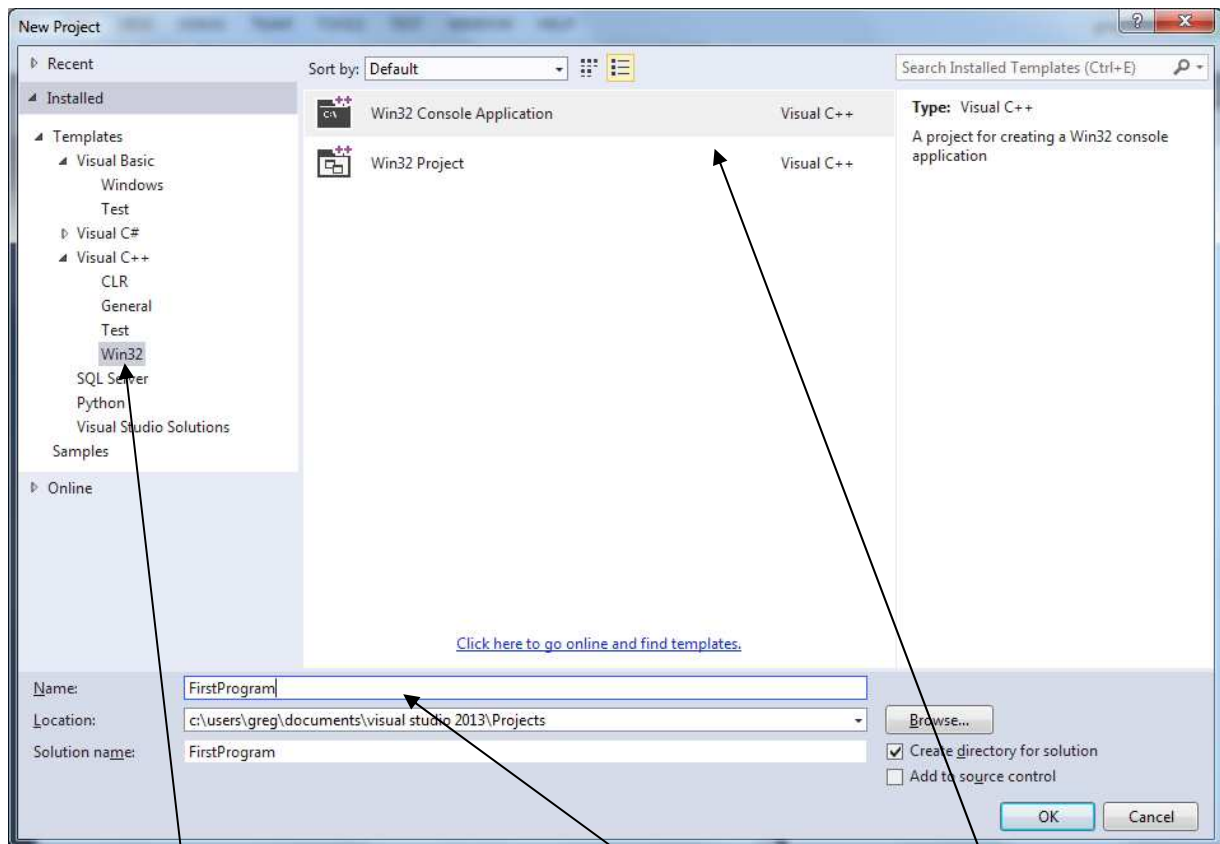 New Project
Recent
Installed
Templates
Visual Basic
Windows
Test
Visual C#
Visual C++
CLR
General
Test
Win32
SQL Server
Python
Visual Studio Solutions
Samples
Online
Sort by: Default
Win32 Console Application Visual C++
Win32 Project Visual C++
Click here to go online and find templates.
Search Installed Templates (Ctrl+E)
Type: Visual C++
A project for creating a Win32 console
application
Name: FirstProgram
Location: c:\users\greg\documents\visual studio 2013\Projects
Browse...
Solution name: FirstProgram
Create directory for solution
Add to source control
OK Cancel